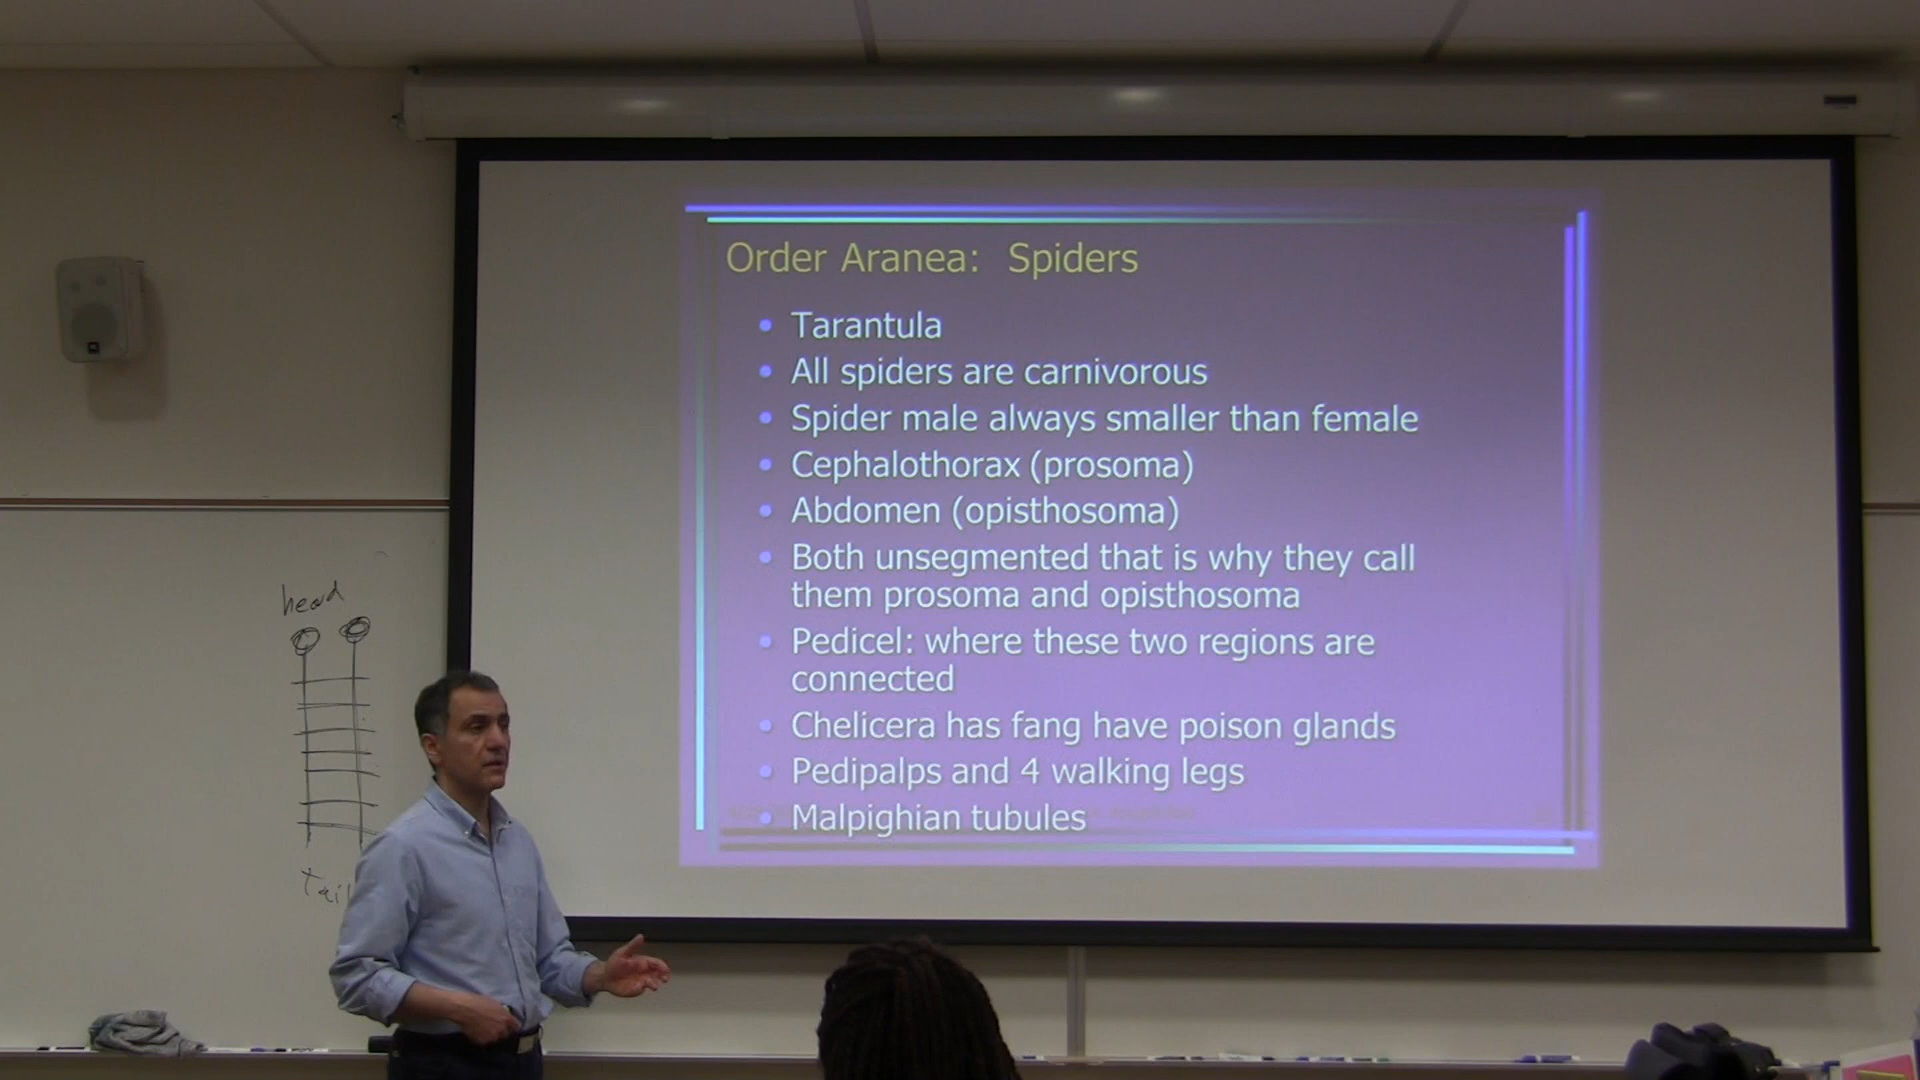 Order Aranea: Spiders
Tarantula
All spiders are carnivorous
Spider male always smaller than female
Cephalothorax (prosoma)
Abdomen (opisthosoma)
Both unsegmented that is why they call
them prosoma and opisthosoma
Pedicel: where these two regions are
connected
Chelicera has fang have poison glands
Pedipalps and 4 walking legs
Malpighian tubules
head
Tail